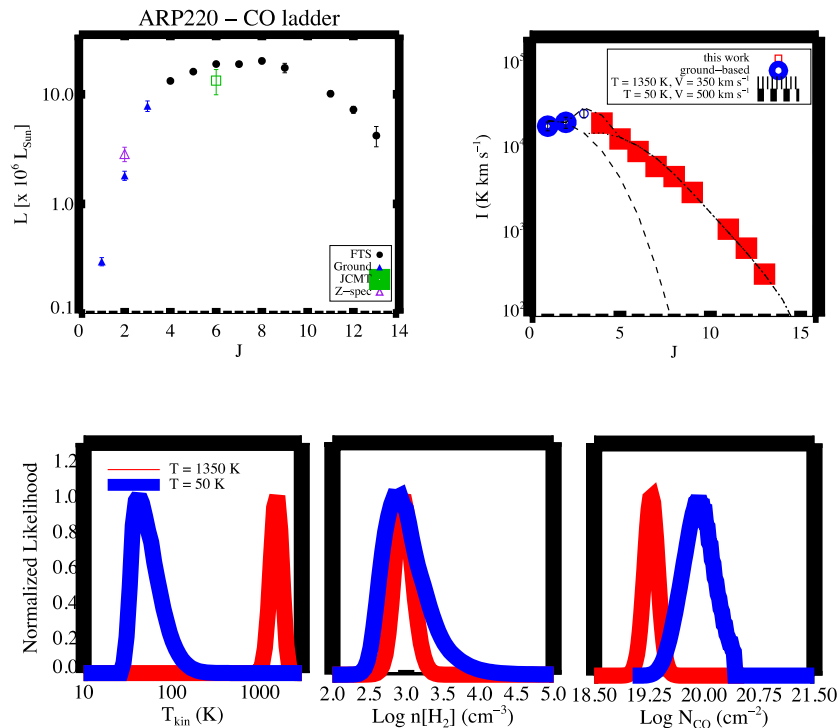 ARP220 – CO ladder
10.0
1.0
0.1
L [x 10^6 L_Sun]
0 2 4 6 8 10 12 14
J
FTS
Ground
JCMT
Z−spec
10^5
10^4
10^3
10^2
I (K km s^−1)
0 5 10 15
J
this work
ground−based
T = 1350 K, V = 350 km s^−1
T = 50 K, V = 500 km s^−1
Normalized Likelihood
1.2
1.0
0.8
0.6
0.4
0.2
0.0
T = 1350 K
T = 50 K
10 100 1000
T_kin (K)
2.0 2.5 3.0 3.5 4.0 4.5 5.0
Log n[H_2] (cm^−3)
18.50 19.25 20.00 20.75 21.50
Log N_CO (cm^−2)